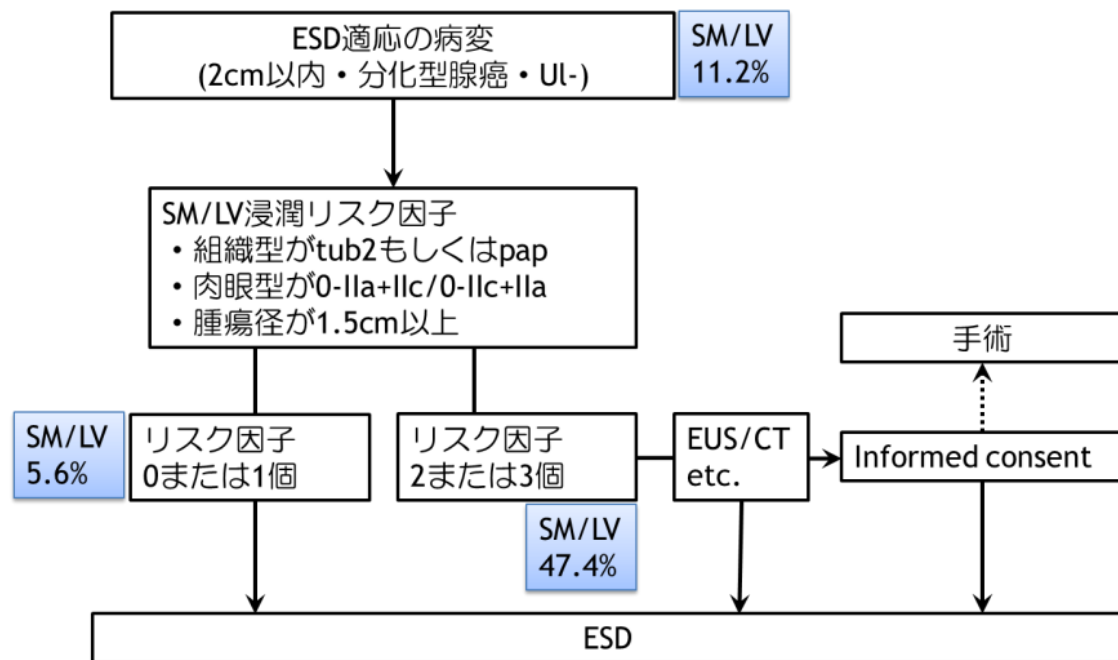 ESD適応の病変
(2cm以内・分化型腺癌・Ul-)
SM/LV
11.2%
SM/LV浸潤リスク因子
・組織型がtub2もしくはpap
・肉眼型が0-IIa+IIc/0-IIc+IIa
・腫瘍径が1.5cm以上
手術
SM/LV
5.6%
リスク因子
0または1個
リスク因子
2または3個
EUS/CT
etc.
Informed consent
SM/LV
47.4%
ESD